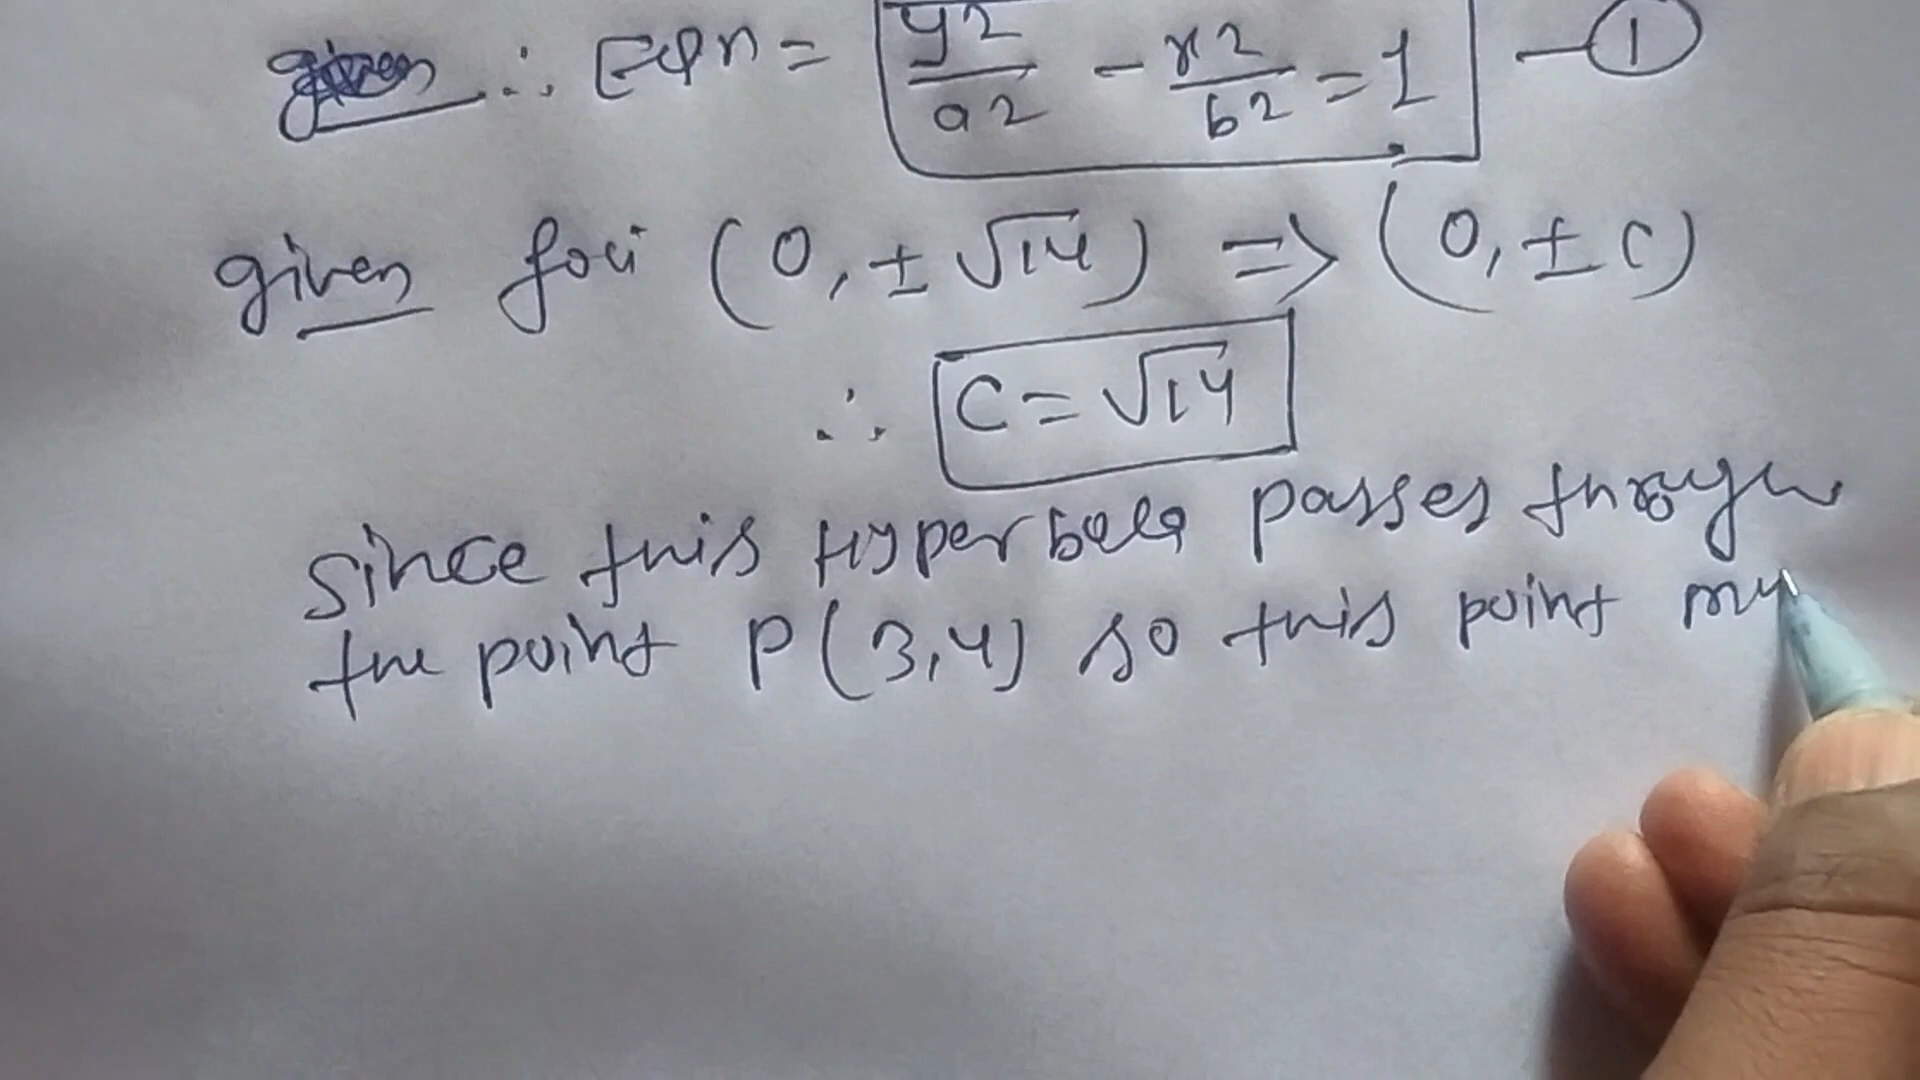 ∴ Eqn = y2/a2 - x2/b2 = 1 — 1
given foci (0, ± √14) => (0, ± c)
∴ C = √14
since this Hyperbola passes through
the point P(3,4) so this point mu